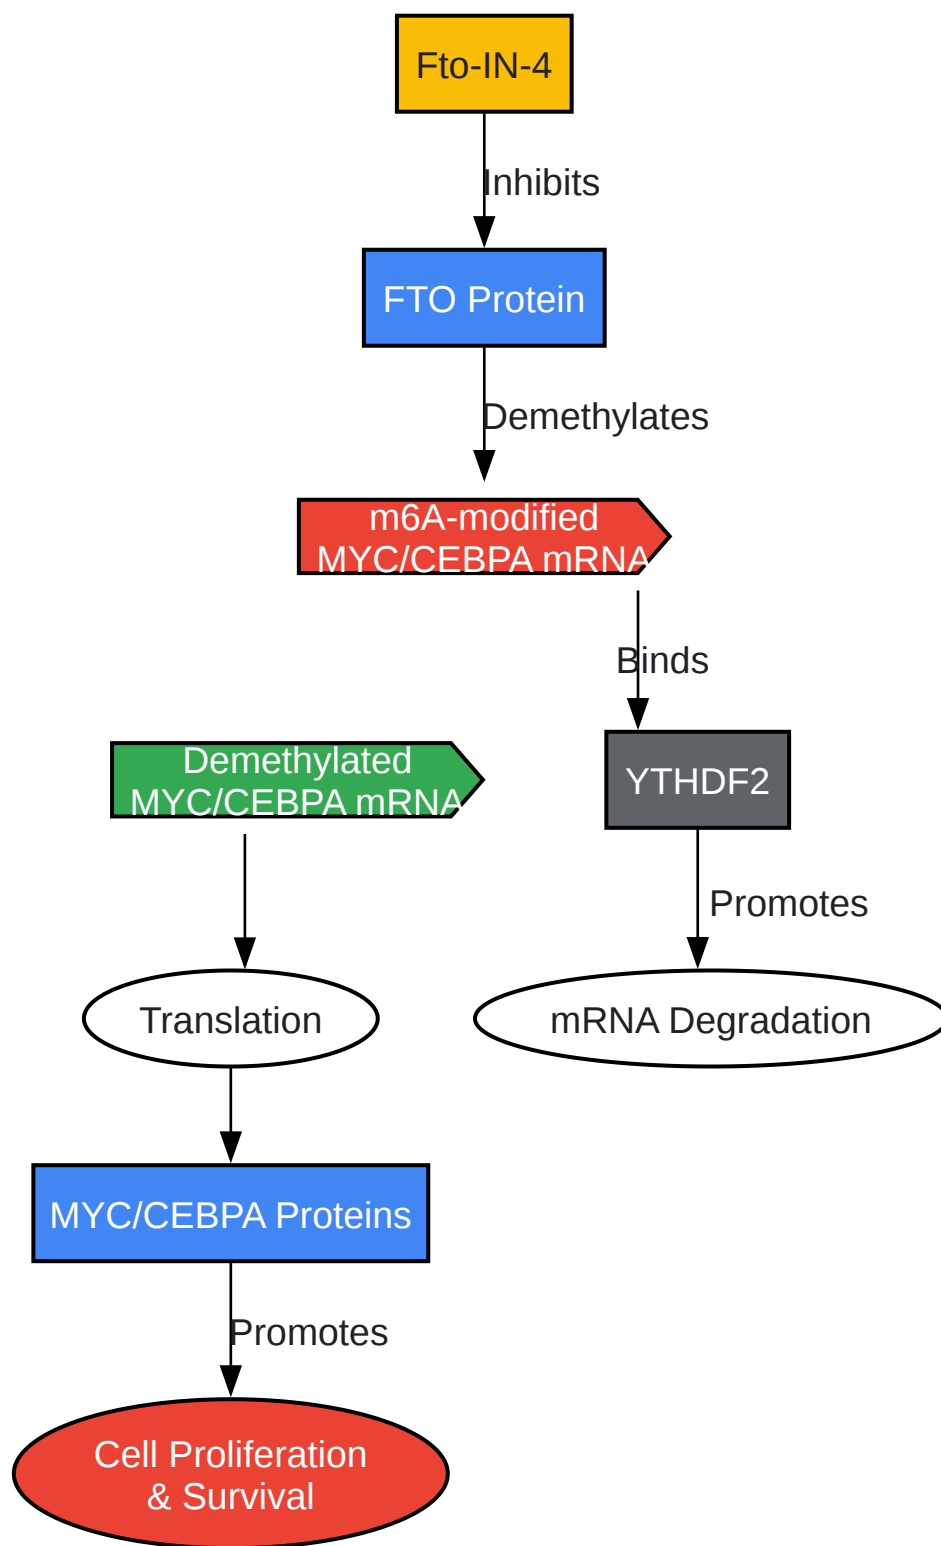 Fto-IN-4
Inhibits
FTO Protein
Demethylates
m6A-modified
MYC/CEBPA mRNA
Binds
Demethylated
MYC/CEBPA mRNA
YTHDF2
Promotes
Translation
mRNA Degradation
MYC/CEBPA Proteins
Promotes
Cell Proliferation
& Survival